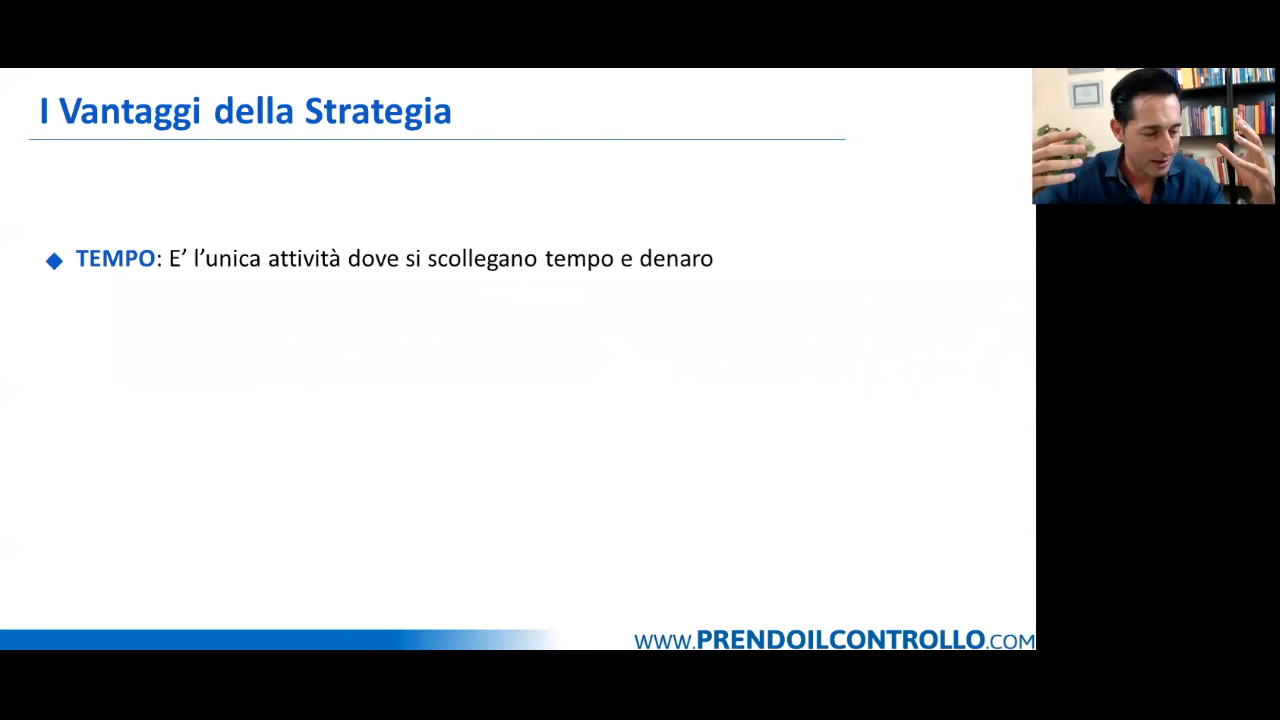 I Vantaggi della Strategia
TEMPO: E’ l’unica attività dove si scollegano tempo e denaro
WWW.PRENDOILCONTROLLO.COM